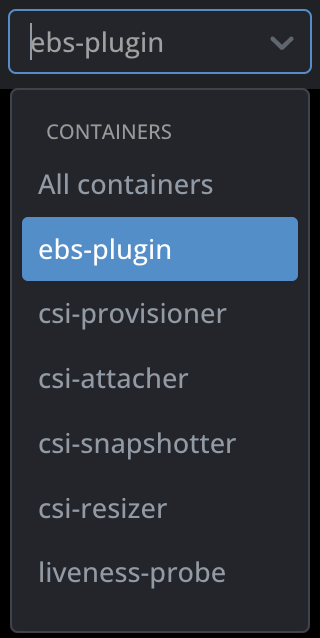 ebs-plugin
CONTAINERS
All containers
ebs-plugin
csi-provisioner
csi-attacher
csi-snapshotter
csi-resizer
liveness-probe